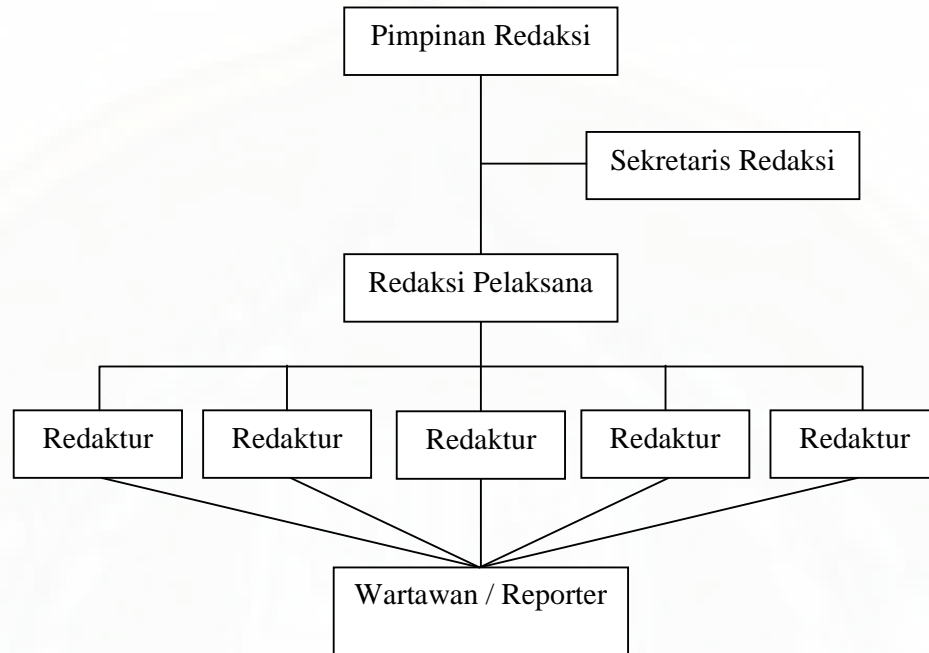 Pimpinan Redaksi
Sekretaris Redaksi
Redaksi Pelaksana
Redaktur
Redaktur
Redaktur
Redaktur
Redaktur
Wartawan / Reporter